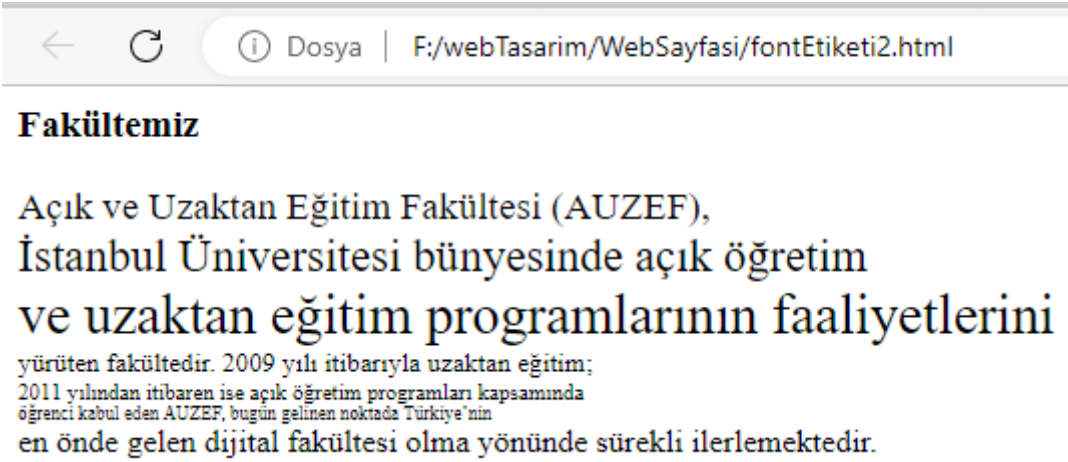 Dosya | F:/webTasarim/WebSayfasi/fontEtiketi2.html
Fakültemiz
Açık ve Uzaktan Eğitim Fakültesi (AUZEF),
İstanbul Üniversitesi bünyesinde açık öğretim
ve uzaktan eğitim programlarının faaliyetlerini
yürüten fakültedir. 2009 yılı itibarıyla uzaktan eğitim;
2011 yılından itibaren ise açık öğretim programları kapsamında
öğrenci kabul eden AUZEF, bugün gelinen noktada Türkiye"nin
en önde gelen dijital fakültesi olma yönünde sürekli ilerlemektedir.